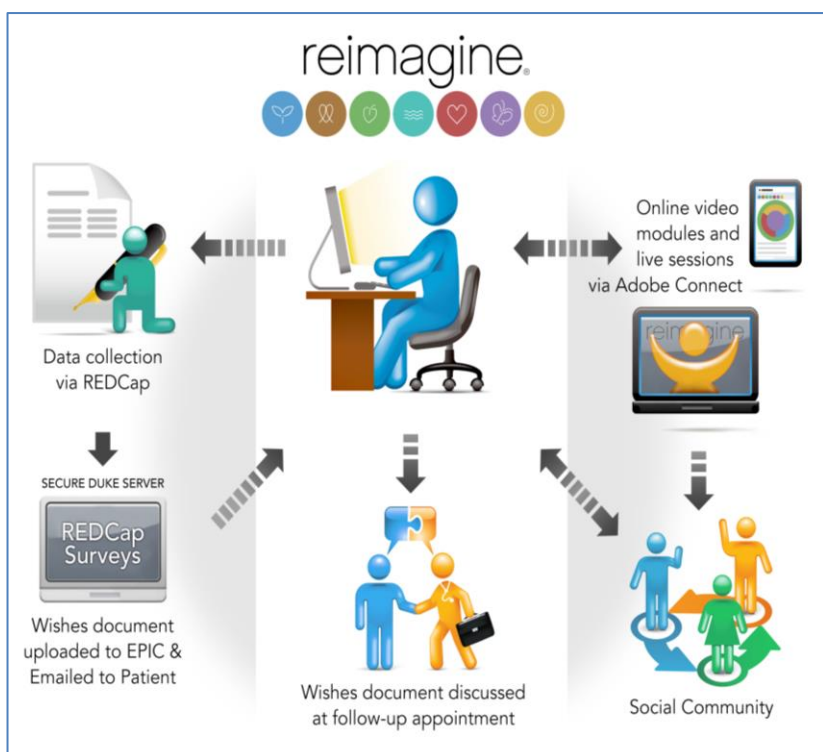 reimagine®
Data collection
via REDCap
SECURE DUKE SERVER
REDCap
Surveys
Wishes document
uploaded to EPIC &
Emailed to Patient
Wishes document discussed
at follow-up appointment
Online video
modules and
live sessions
via Adobe Connect
reimagine
Social Community